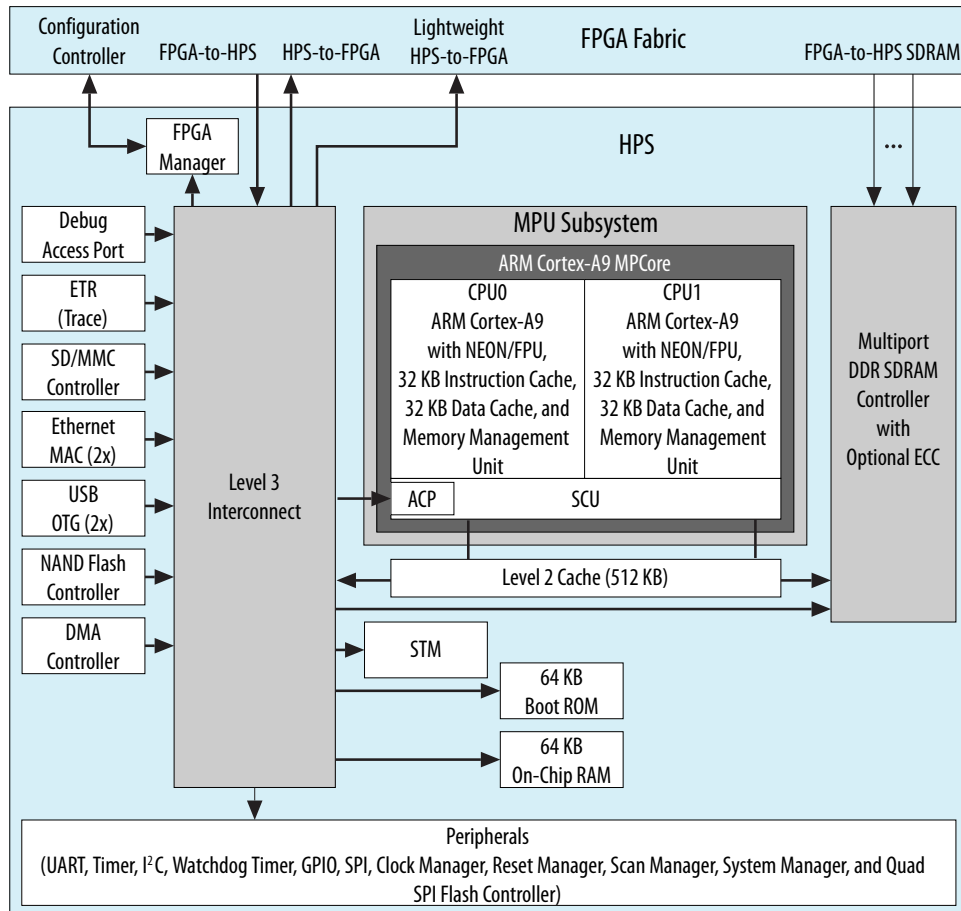 Configuration
Controller
FPGA-to-HPS
HPS-to-FPGA
Lightweight
HPS-to-FPGA
FPGA Fabric
FPGA-to-HPS SDRAM
HPS
FPGA
Manager
...
Debug
Access Port
ETR
(Trace)
SD/MMC
Controller
Ethernet
MAC (2x)
USB
OTG (2x)
NAND Flash
Controller
DMA
Controller
Level 3
Interconnect
MPU Subsystem
ARM Cortex-A9 MPCore
CPU0
ARM Cortex-A9
with NEON/FPU,
32 KB Instruction Cache,
32 KB Data Cache, and
Memory Management
Unit
CPU1
ARM Cortex-A9
with NEON/FPU,
32 KB Instruction Cache,
32 KB Data Cache, and
Memory Management
Unit
ACP
SCU
Level 2 Cache (512 KB)
Multiport
DDR SDRAM
Controller
with
Optional ECC
STM
64 KB
Boot ROM
64 KB
On-Chip RAM
Peripherals
(UART, Timer, I²C, Watchdog Timer, GPIO, SPI, Clock Manager, Reset Manager, Scan Manager, System Manager, and Quad
SPI Flash Controller)